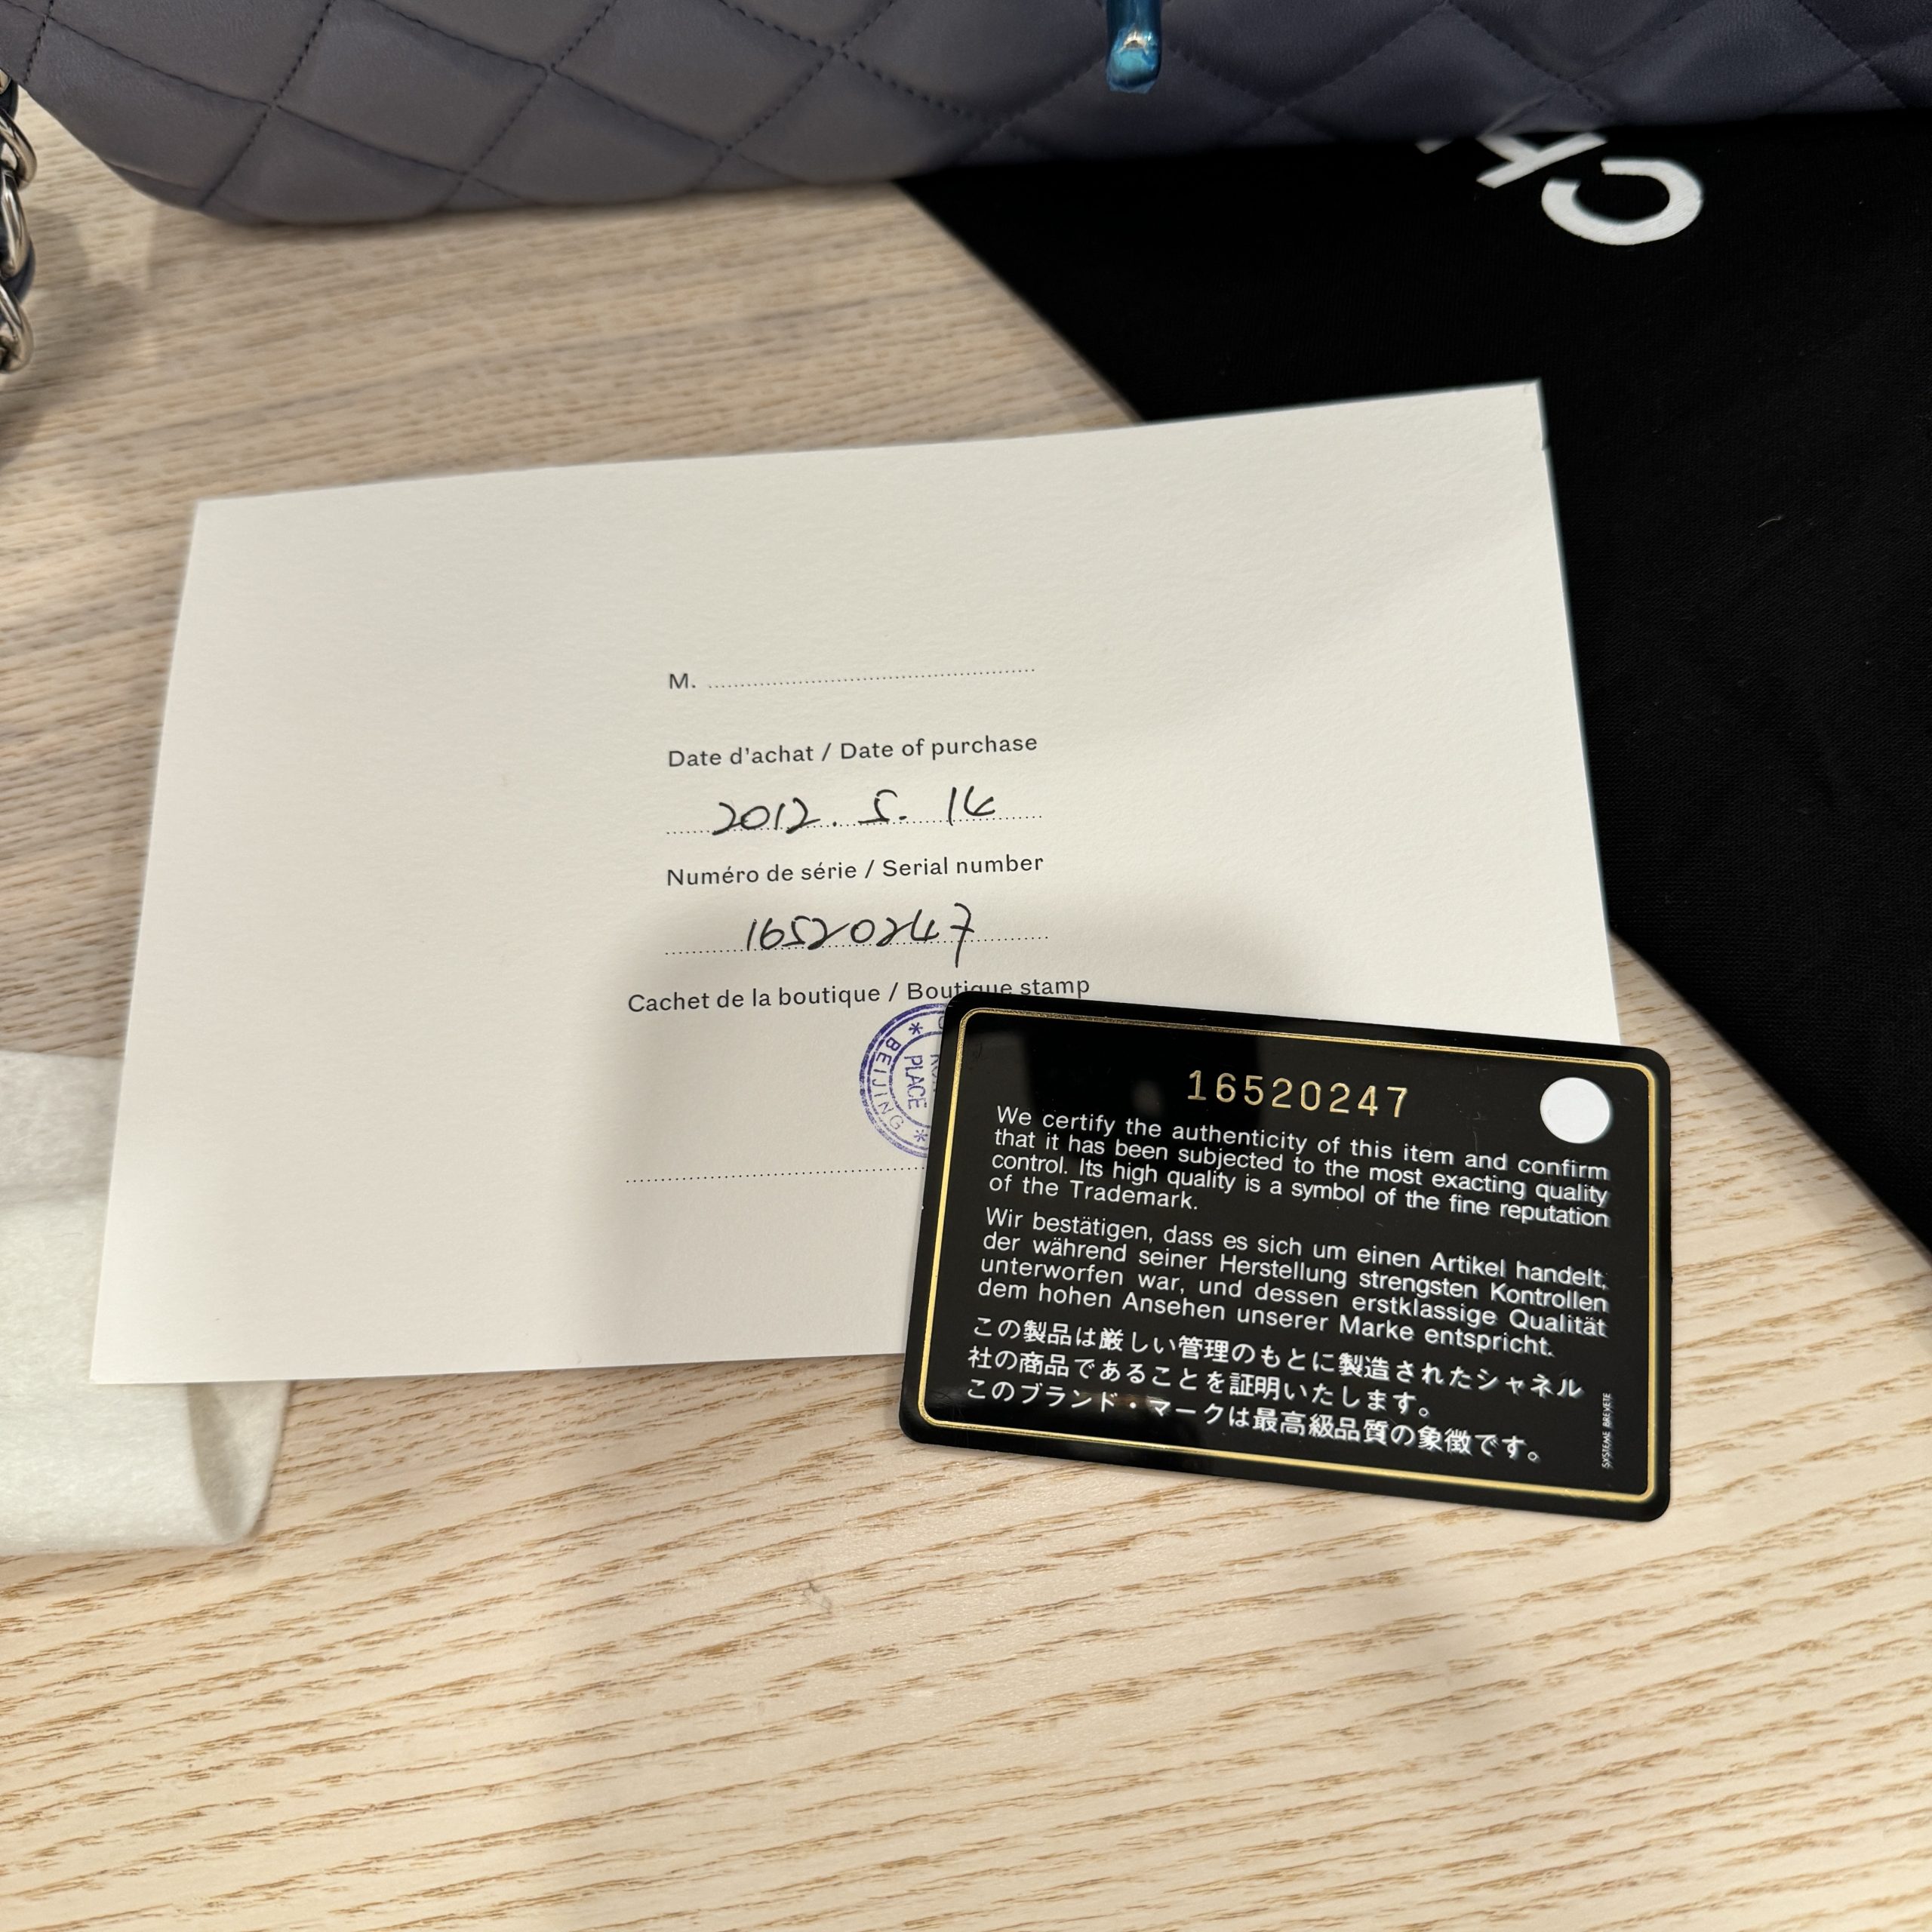 CH
M.
Date d'achat / Date of purchase
2012. 5. 14
Numéro de série / Serial number
16520247
Cachet de la boutique / Boutique stamp
* BEIJING *
PLACE
16520247
We certify the authenticity of this item and confirm
that it has been subjected to the most exacting quality
control. Its high quality is a symbol of the fine reputation
of the Trademark.
Wir bestätigen, dass es sich um einen Artikel handelt,
der während seiner Herstellung strengsten Kontrollen
unterworfen war, und dessen erstklassige Qualität
dem hohen Ansehen unserer Marke entspricht.
この製品は厳しい管理のもとに製造されたシャネル
社の商品であることを証明いたします。
このブランド・マークは最高級品質の象徴です。
SYSTEME BREVETE